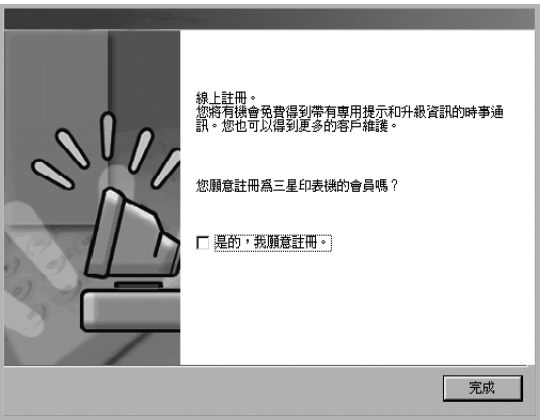 線上註冊。
您將有機會免費得到帶有專用提示和升級資訊的時事通
訊。您也可以得到更多的客戶維護。
您願意註冊為三星印表機的會員嗎？
是的，我願意註冊。
完成